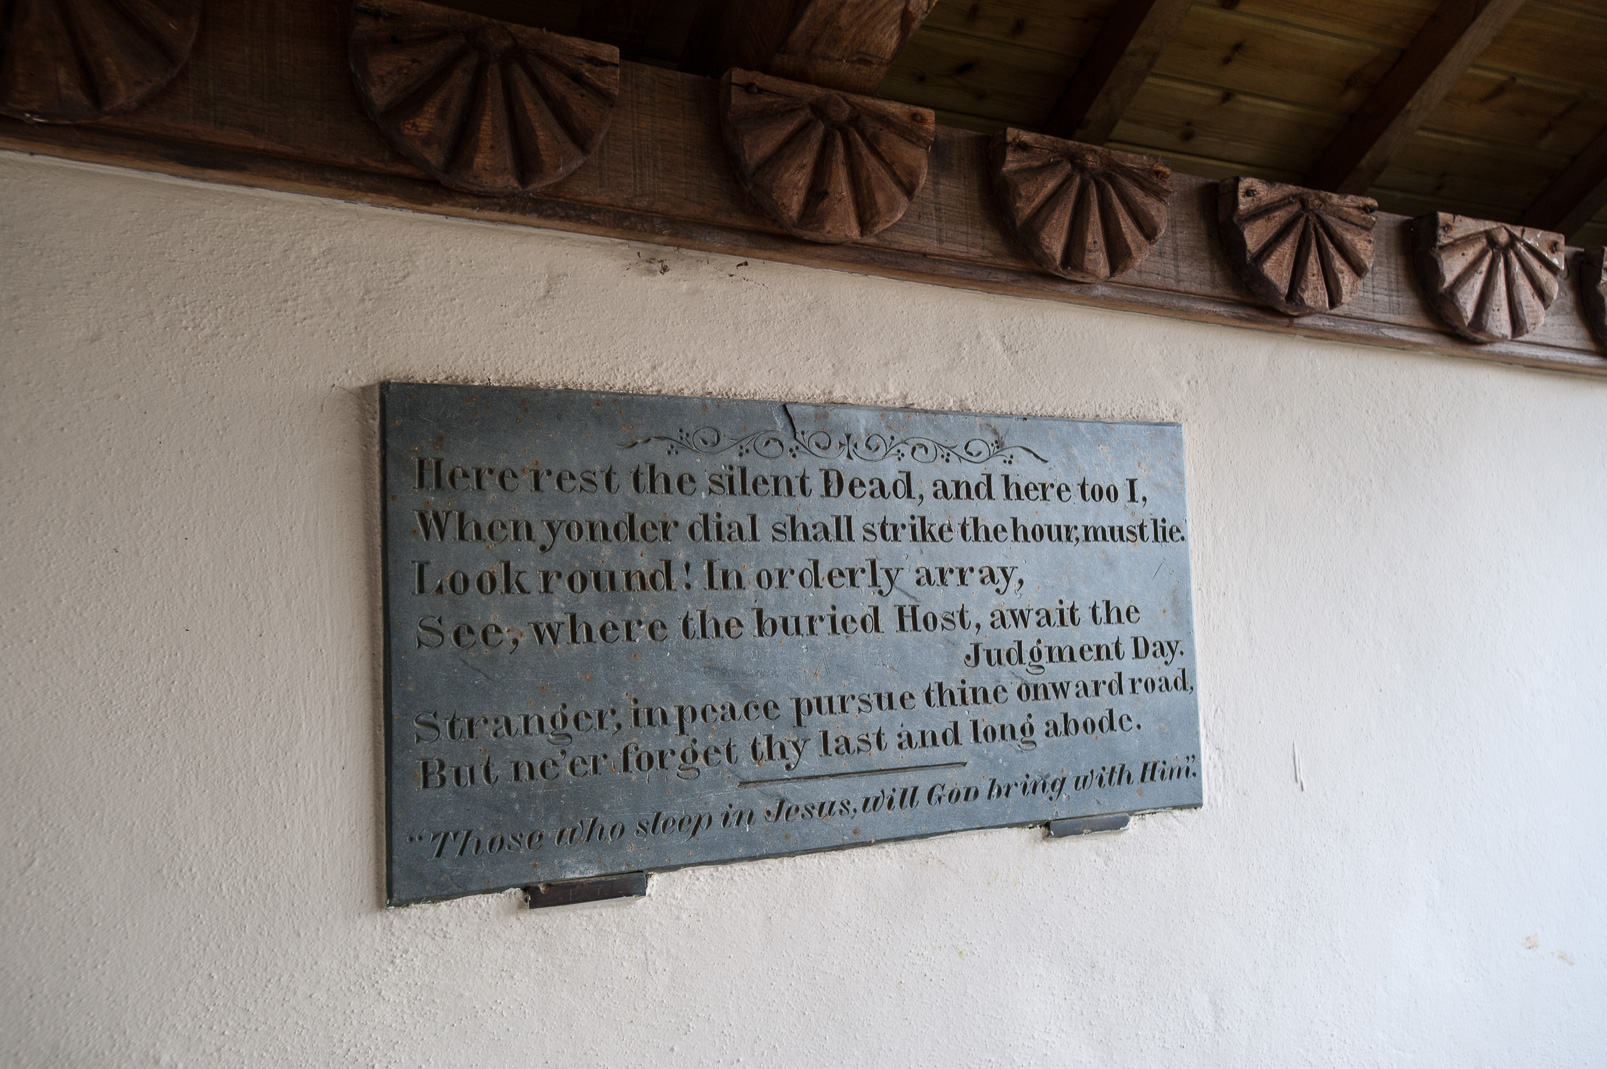 Here rest the silent Dead, and here too I,
When yonder dial shall strike the hour, must lie.
Look round! In orderly array,
See, where the buried Host, await the
Judgment Day.
Stranger, in peace pursue thine onward road,
But ne'er forget thy last and long abode.
"Those who sleep in Jesus, will God bring with Him".